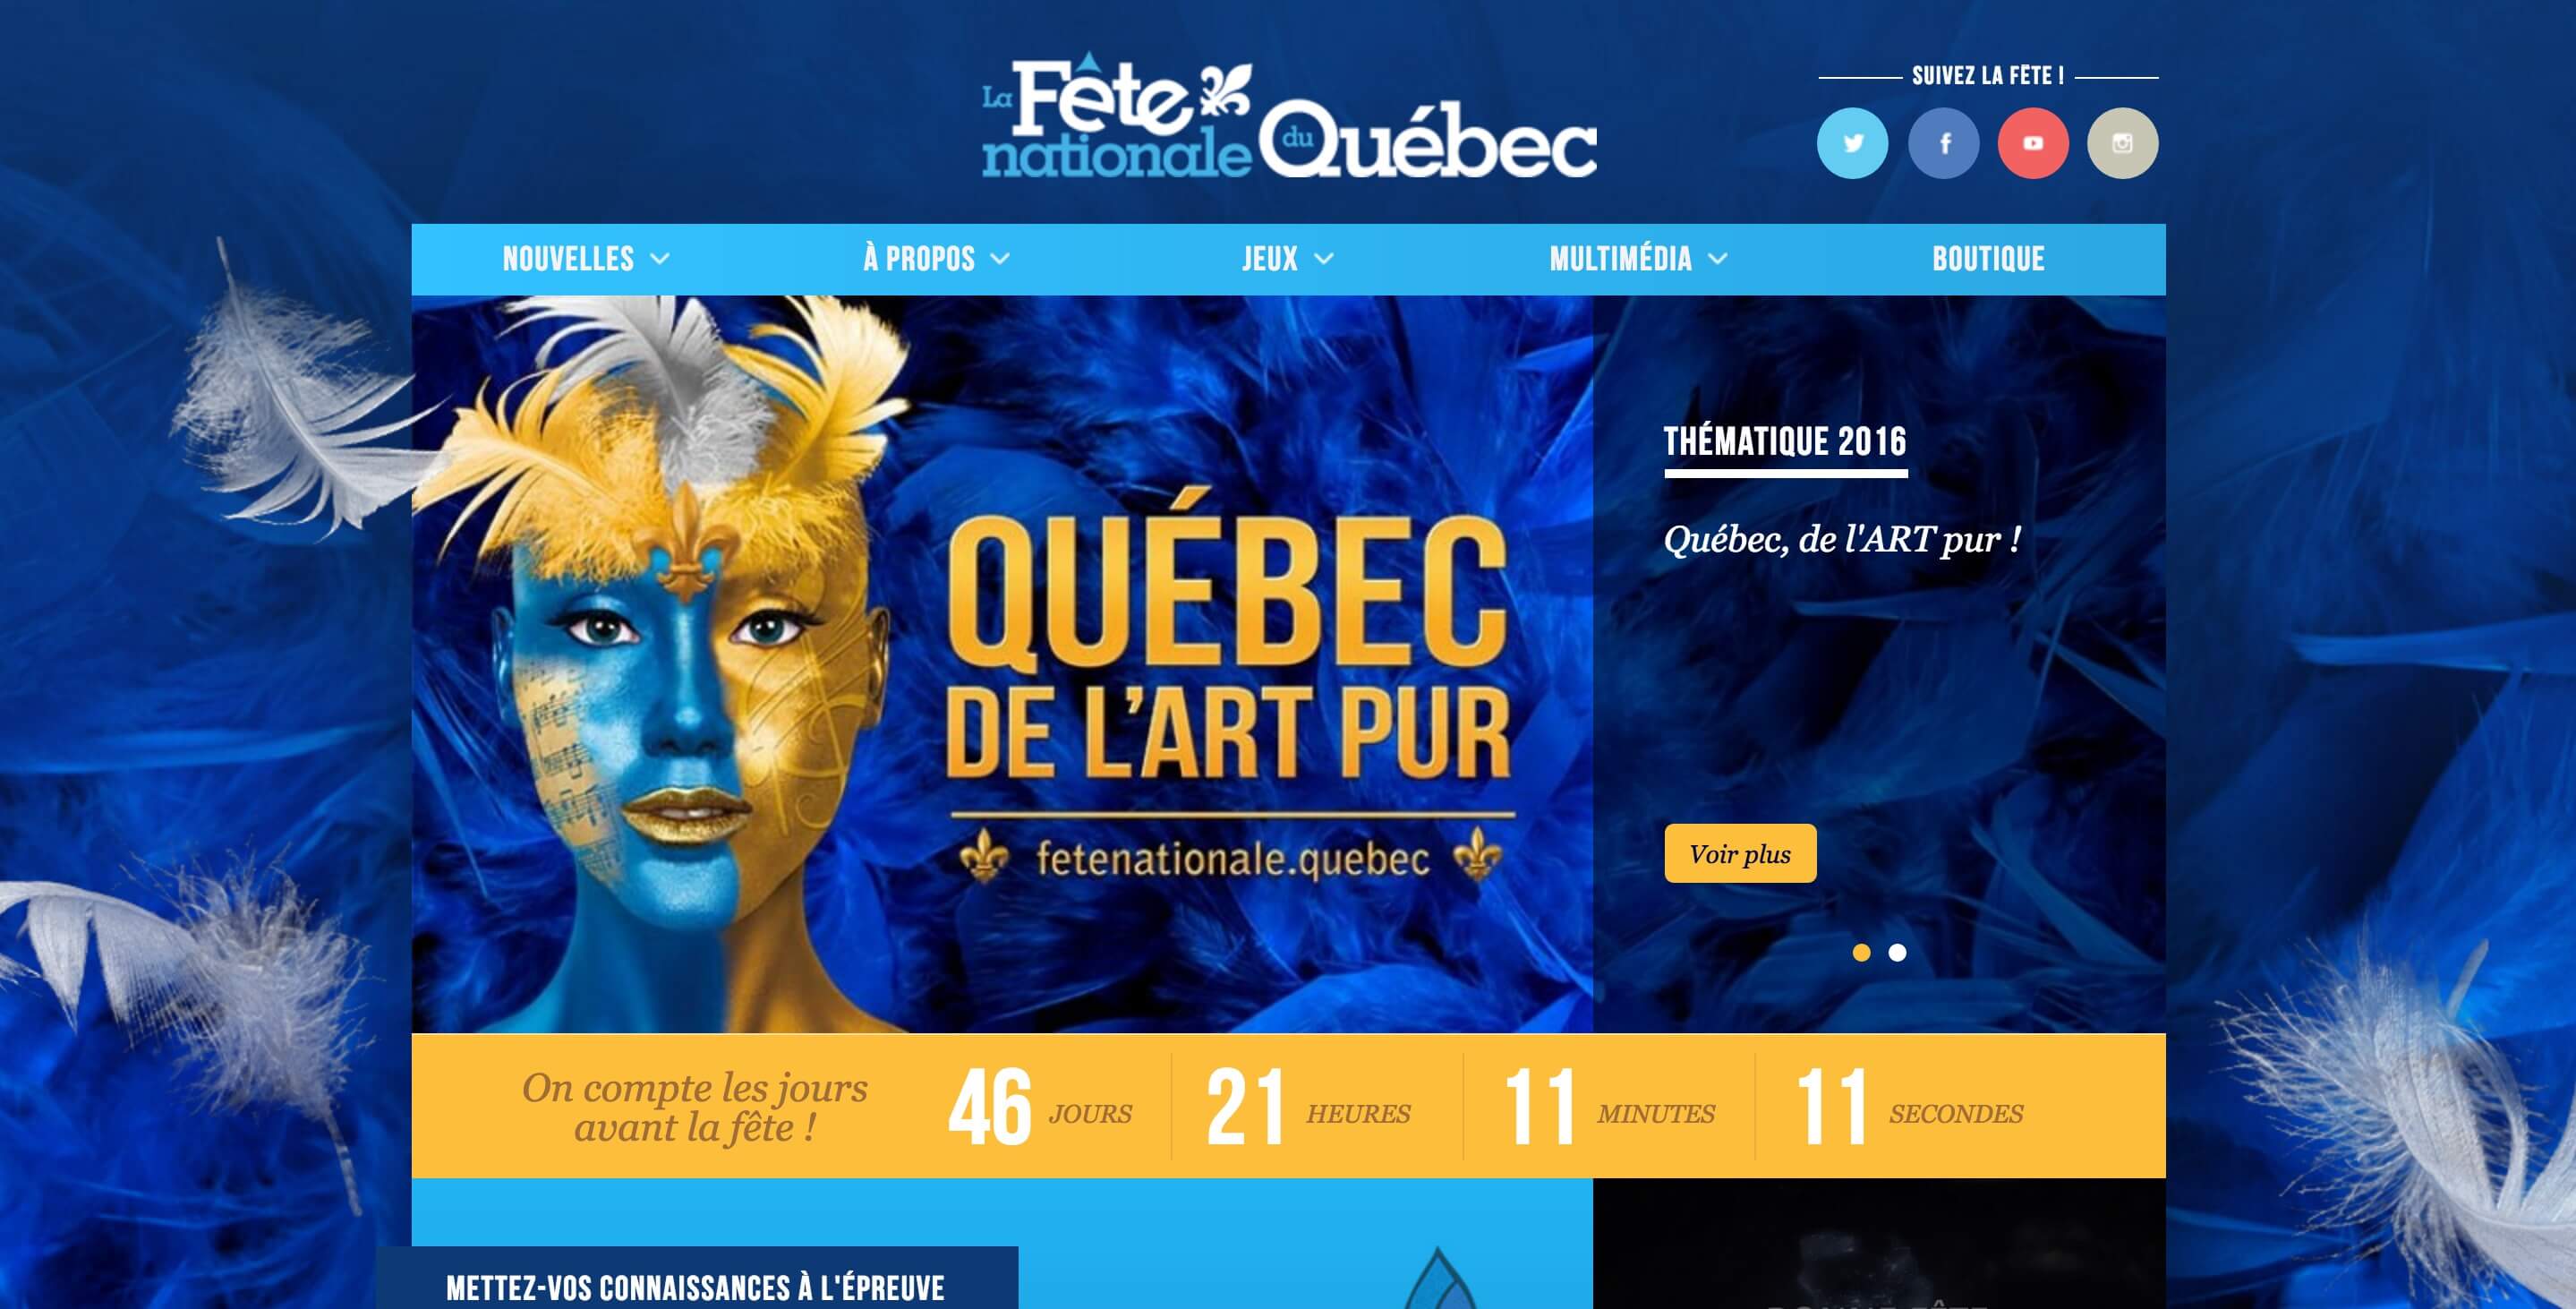 La Fête
nationale du Québec
SUIVEZ LA FÊTE !
NOUVELLES
À PROPOS
JEUX
MULTIMÉDIA
BOUTIQUE
QUÉBEC
DE L'ART PUR
fetenationale.quebec
THÉMATIQUE 2016
Québec, de l'ART pur !
Voir plus
On compte les jours
avant la fête !
46 JOURS
21 HEURES
11 MINUTES
11 SECONDES
METTEZ-VOS CONNAISSANCES À L'ÉPREUVE